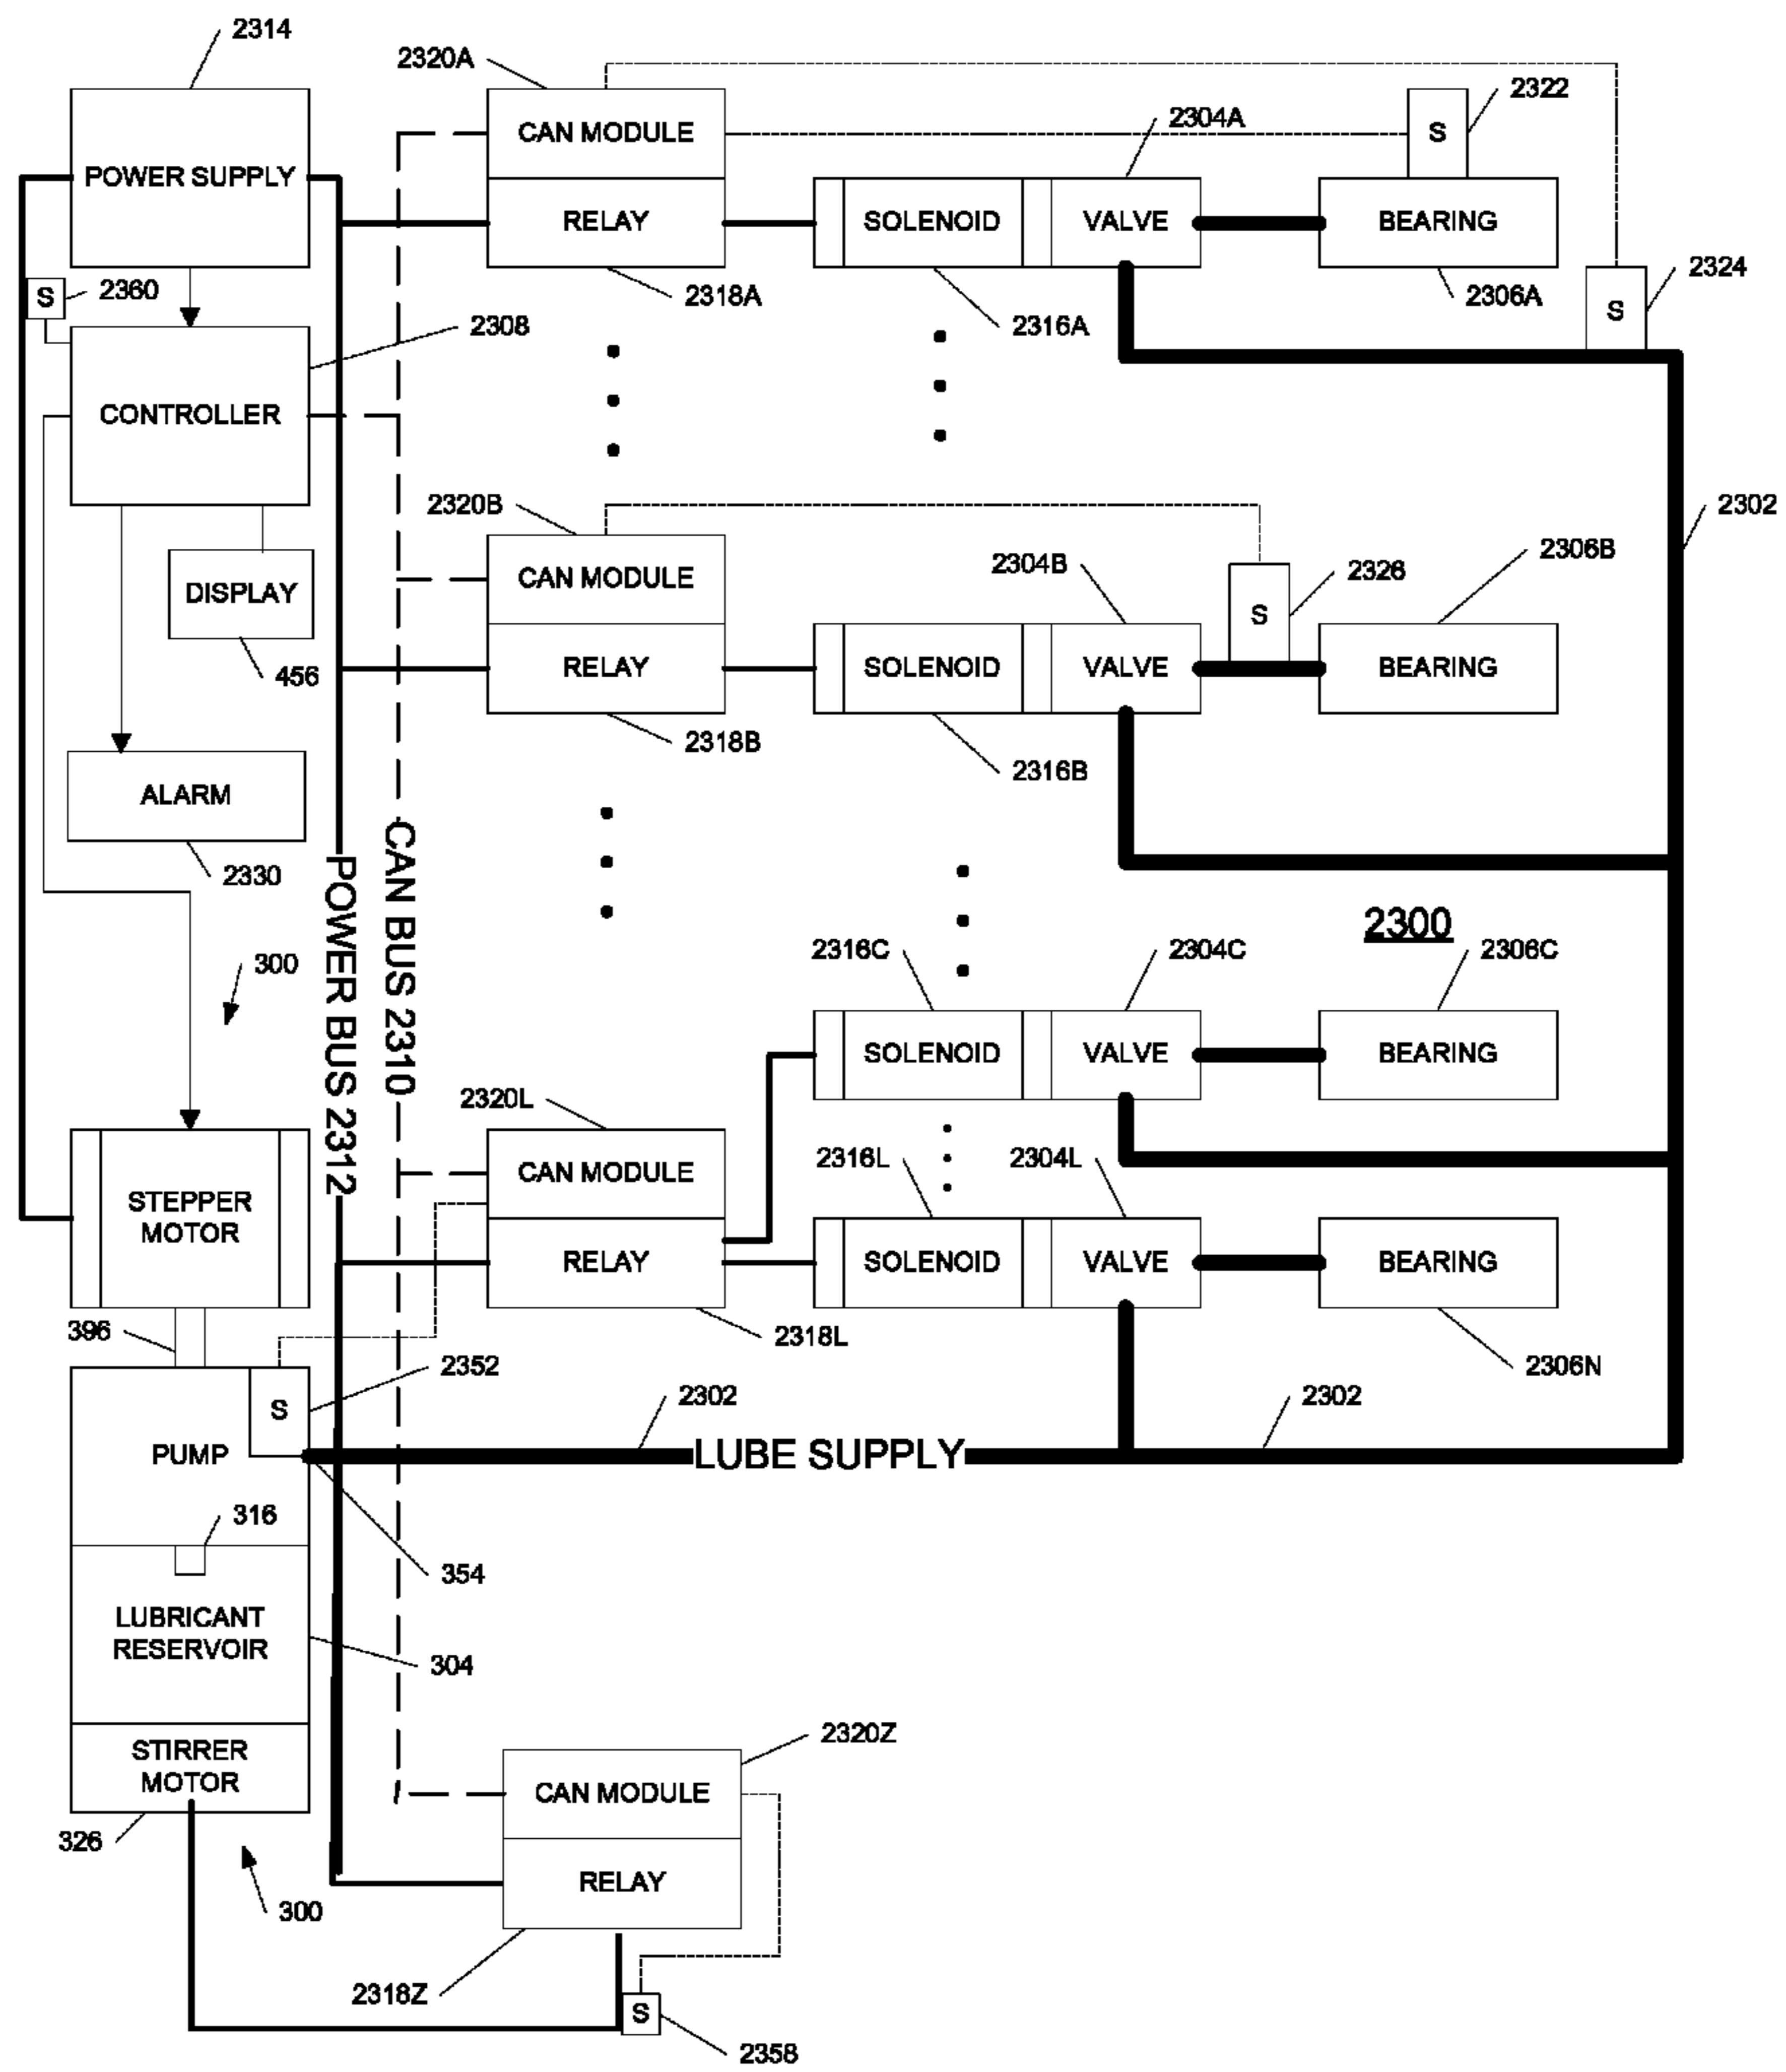 2314
2320A
2322
CAN MODULE
S
2304A
POWER SUPPLY
RELAY
SOLENOID
VALVE
BEARING
2324
S
2360
2318A
2316A
2306A
S
2308
CONTROLLER
2320B
2302
2304B
2306B
CAN MODULE
2326
DISPLAY
S
456
RELAY
SOLENOID
VALVE
BEARING
2318B
2316B
ALARM
2330
CAN BUS 2310
POWER BUS 2312
2300
300
2316C
2304C
2306C
SOLENOID
VALVE
BEARING
2320L
2316L
2304L
CAN MODULE
STEPPER
MOTOR
RELAY
SOLENOID
VALVE
BEARING
396
2318L
2352
2306N
S
2302
2302
PUMP
LUBE SUPPLY
316
354
LUBRICANT
RESERVOIR
304
2320Z
STIRRER
MOTOR
CAN MODULE
326
RELAY
300
2318Z
S
2358